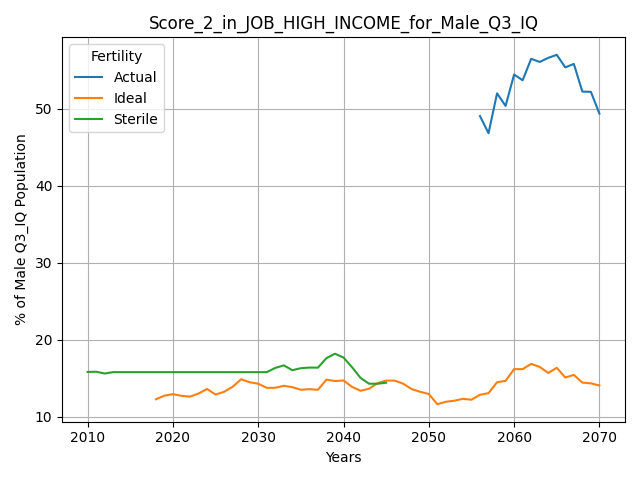 Score_2_in_JOB_HIGH_INCOME_for_Male_Q3_IQ
Fertility
Actual
Ideal
Sterile
% of Male Q3_IQ Population
50
40
30
20
10
2010 2020 2030 2040 2050 2060 2070
Years